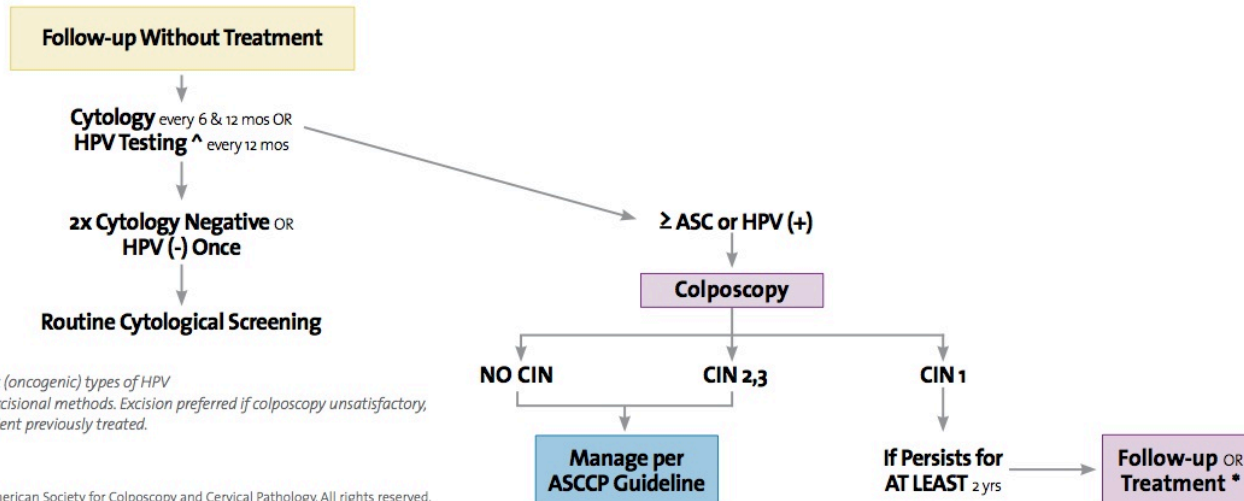 Follow-up Without Treatment
Cytology every 6 & 12 mos OR
HPV Testing ^ every 12 mos
2x Cytology Negative OR
HPV (-) Once
Routine Cytological Screening
≥ ASC or HPV (+)
Colposcopy
NO CIN
CIN 2,3
CIN 1
Manage per
ASCCP Guideline
If Persists for
AT LEAST 2 yrs
Follow-up OR
Treatment *
(oncogenic) types of HPV
methods. Excision preferred if colposcopy unsatisfactory,
previously treated.
Society for Colposcopy and Cervical Pathology. All rights reserved.